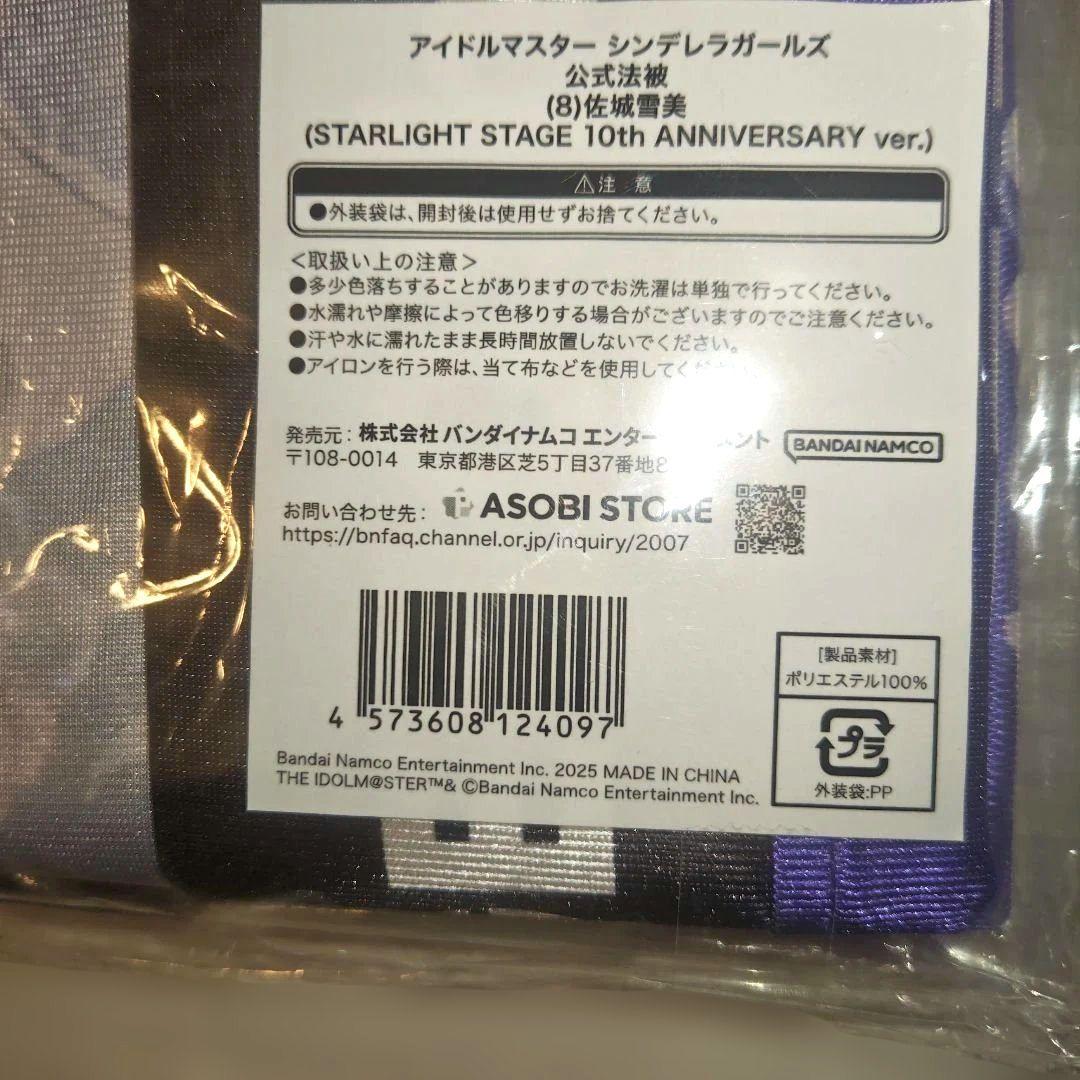 アイドルマスター シンデレラガールズ
公式法被
(8)佐城雪美
(STARLIGHT STAGE 10th ANNIVERSARY ver.)
⚠注 意
●外装袋は、開封後は使用せずお捨てください。
＜取扱い上の注意＞
●多少色落ちすることがありますのでお洗濯は単独で行ってください。
●水濡れや摩擦によって色移りする場合がございますのでご注意ください。
●汗や水に濡れたまま長時間放置しないでください。
●アイロンを行う際は、当て布などを使用してください。
発売元：株式会社 バンダイナムコ エンターテインメント BANDAI NAMCO
〒108-0014 東京都港区芝5丁目37番地8
お問い合わせ先： ASOBI STORE
https://bnfaq.channel.or.jp/inquiry/2007
4 573608 124097
[製品素材]
ポリエステル100%
プラ
外装袋:PP
Bandai Namco Entertainment Inc. 2025 MADE IN CHINA
THE IDOLM@STER™& ©Bandai Namco Entertainment Inc.